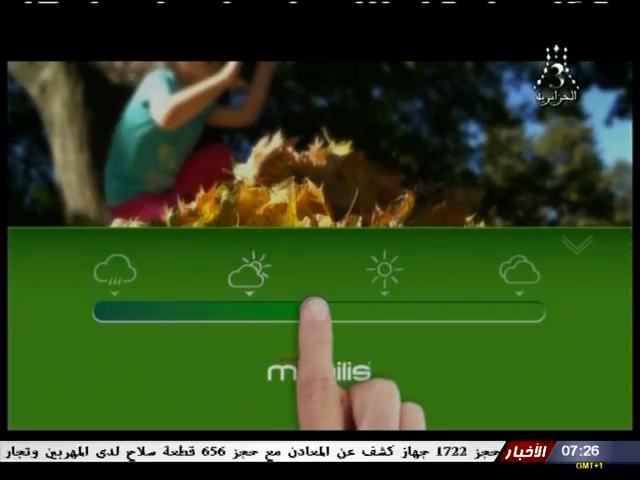 3
الجزائرية
حجز 1722 جهاز كشف عن المعادن مع حجز 656 قطعة سلاح لدى المهربين وتجار
الأخبار
07:26
GMT+1